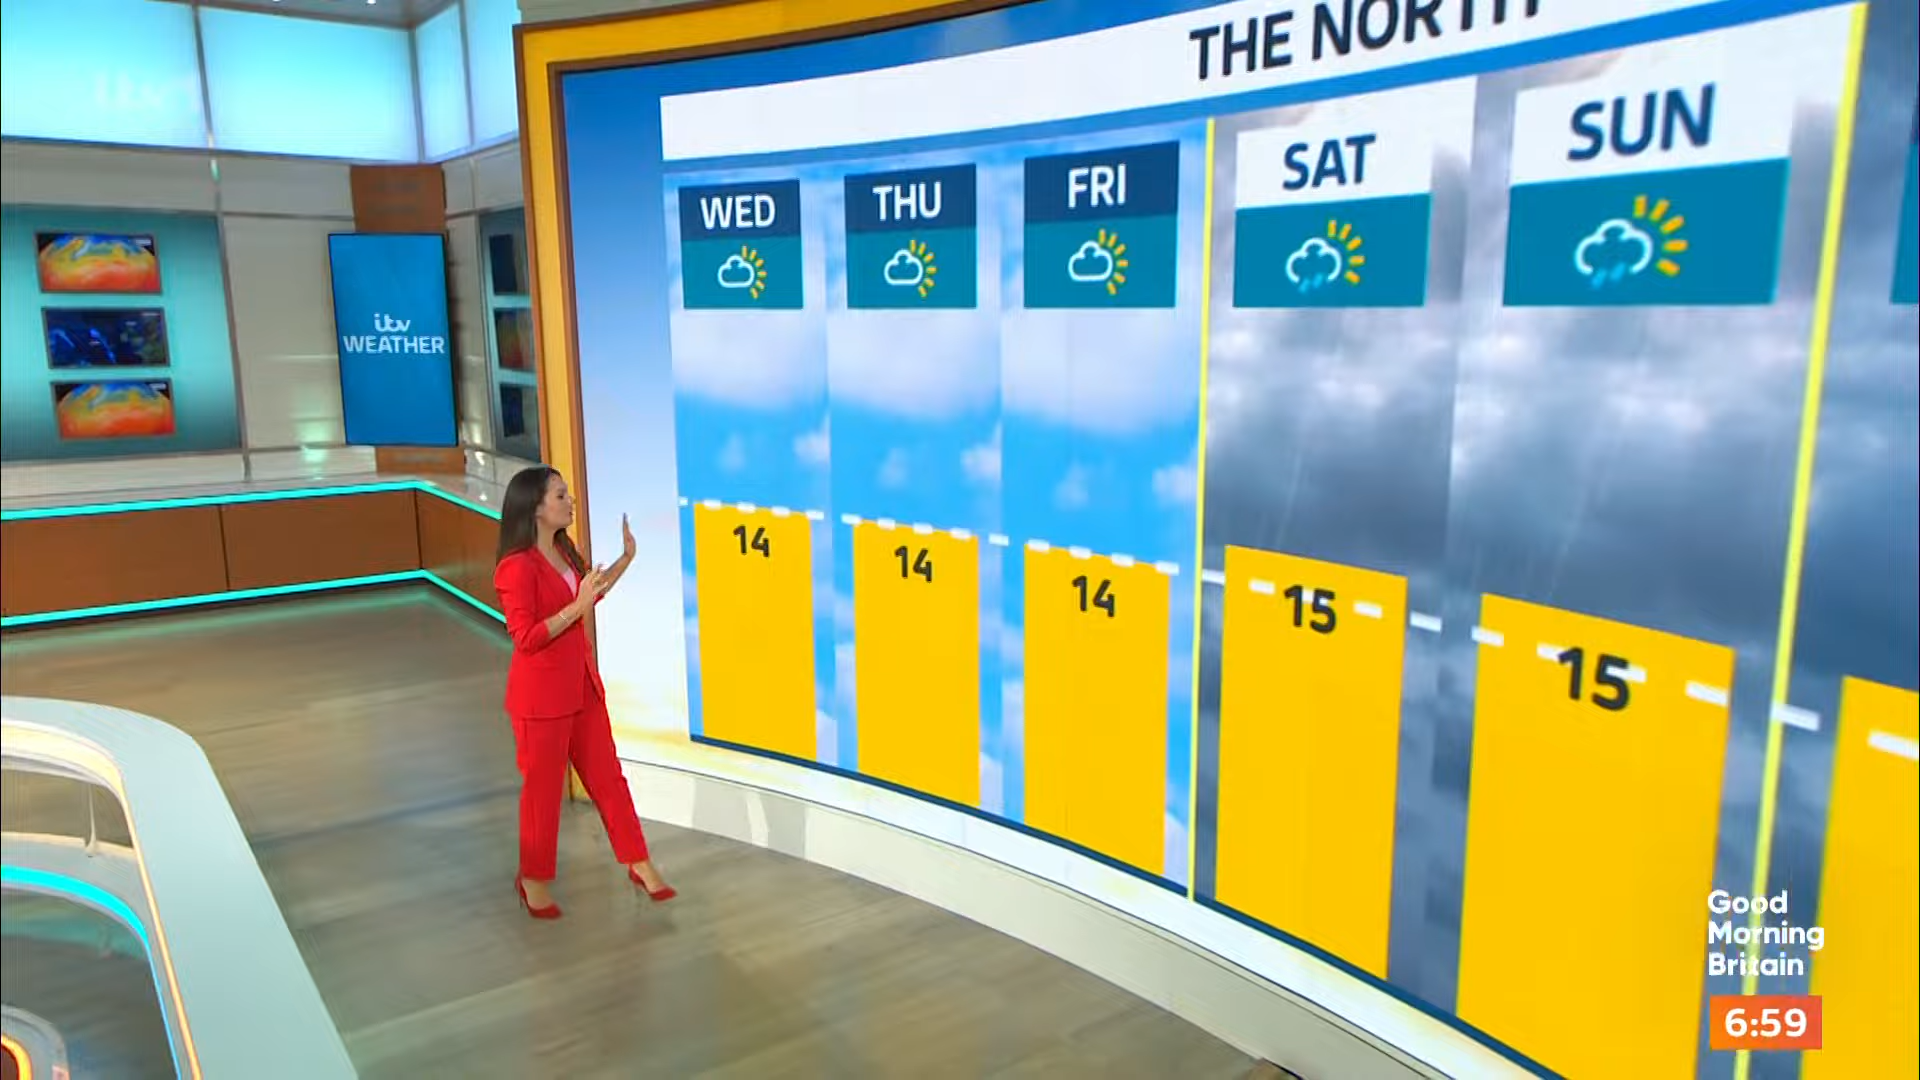 itv1
THE NORTH
WED
THU
FRI
SAT
SUN
itv
WEATHER
14
14
14
15
15
Good
Morning
Britain
6:59